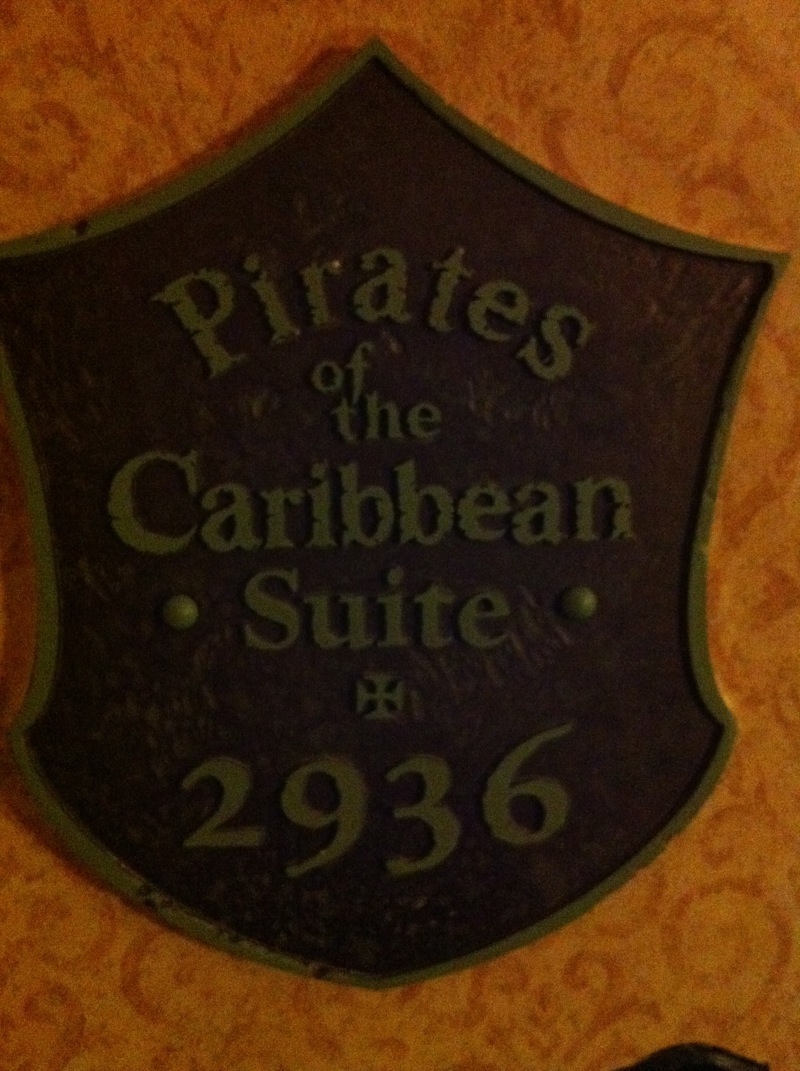 Pirates
of
the
Caribbean
Suite
2936